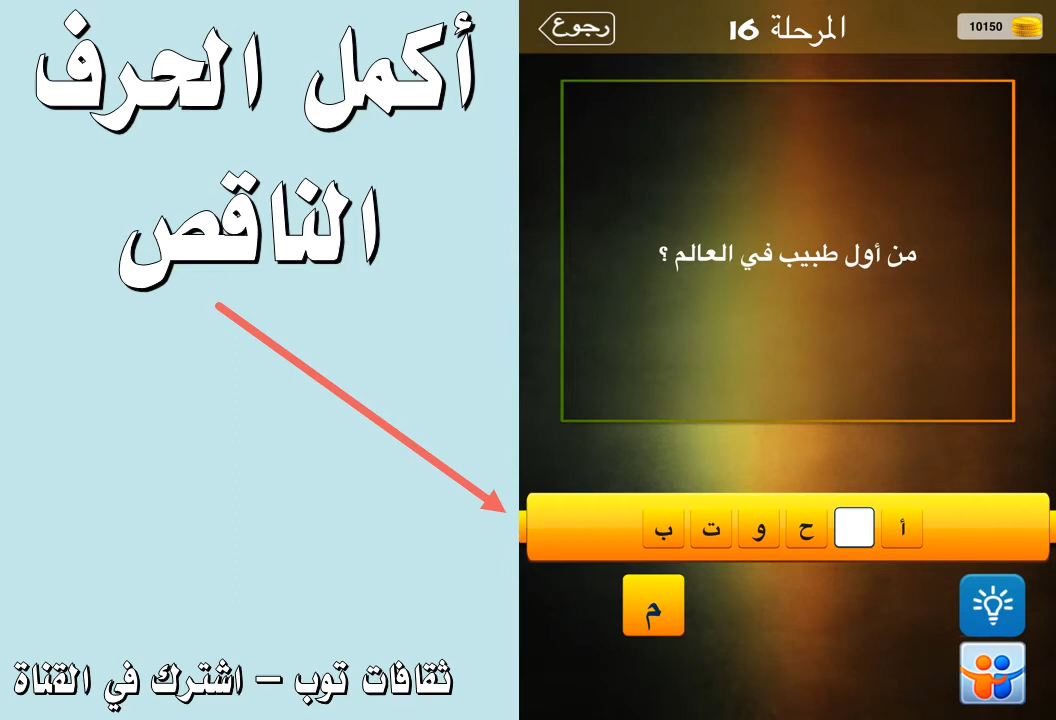 أكمل الحرف
الناقص
ثقافات توب – اشترك في القناة
رجوع
المرحلة 16
10150
من أول طبيب في العالم ؟
أ ح و ت ب
م